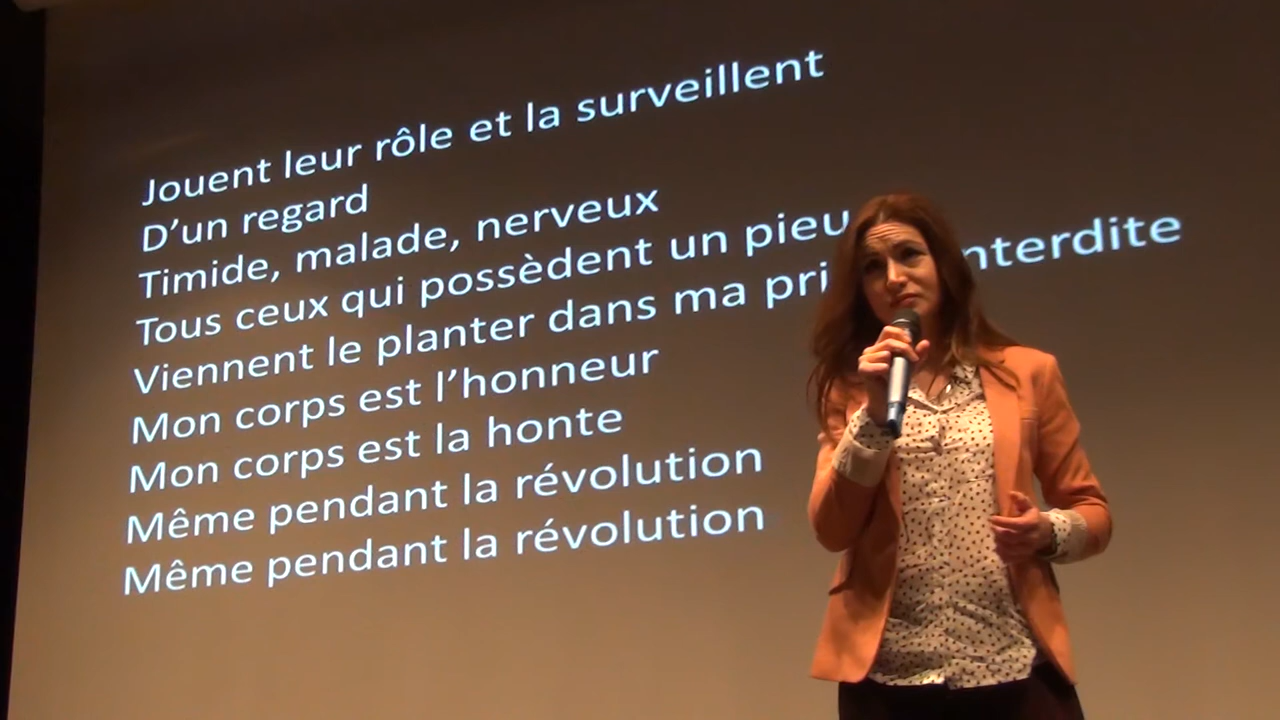 Jouent leur rôle et la surveillent
D'un regard
Timide, malade, nerveux
Tous ceux qui possèdent un pieu
Viennent le planter dans ma
Mon corps est l'honneur
Mon corps est la honte
Même pendant la révolution
Même pendant la révolution